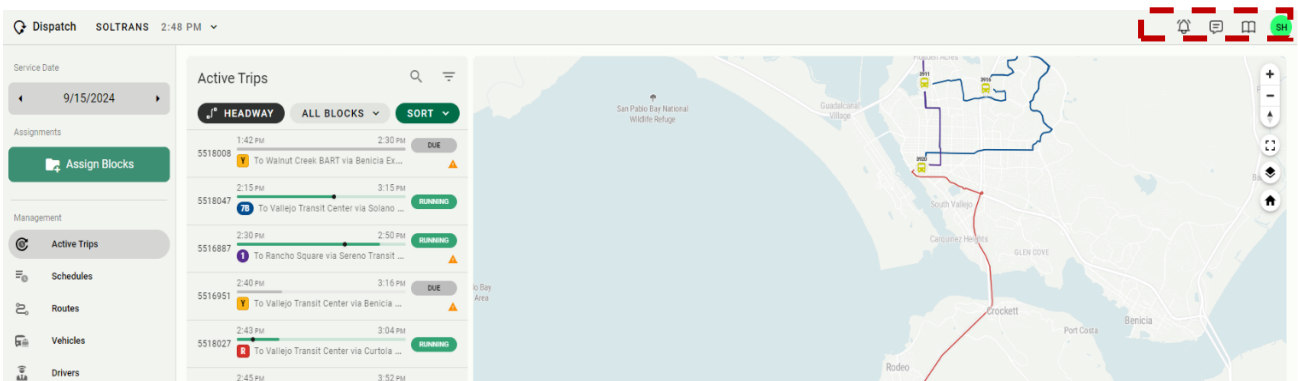 Dispatch SOLTRANS 2:48 PM
SH
Service Date
9/15/2024
Assignments
Assign Blocks
Management
Active Trips
Schedules
Routes
Vehicles
Drivers
Active Trips
HEADWAY ALL BLOCKS SORT
1:42 PM 2:30 PM
5518008 DUE
Y To Walnut Creek BART via Benicia Ex...
2:15 PM 3:15 PM
5518047 RUNNING
7B To Vallejo Transit Center via Solano ...
2:30 PM 2:50 PM
5516887 RUNNING
1 To Rancho Square via Sereno Transit ...
2:40 PM 3:16 PM
5516951 DUE
Y To Vallejo Transit Center via Benicia ...
2:43 PM 3:04 PM
5518027 RUNNING
R To Vallejo Transit Center via Curtola ...
2:45 PM 3:52 PM
San Pablo Bay National
Wildlife Refuge
Guadalcanal
Village
South Vallejo
Carquinez Heights
GLEN COVE
lo Bay
Area
Crockett
Port Costa
Benicia
Rodeo